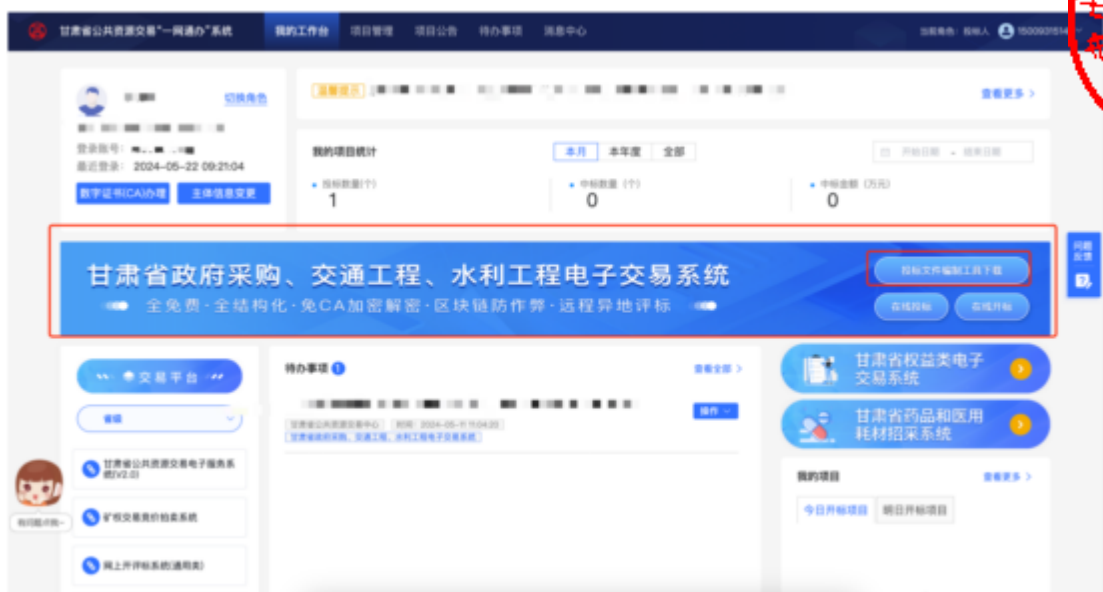 甘肃省公共资源交易“一网通办”系统 我的工作台 项目管理 项目公告 待办事项 消息中心 当前角色: 投标人
切换角色
温馨提示
查看更多 >
登录账号:
最近登录: 2024-05-22 09:21:04
数字证书(CA)办理 主体信息变更
我的项目统计 本月 本年度 全部 开始日期 - 结束日期
投标数量(个) 中标数量 (个) 中标金额 (万元)
1 0 0
问题反馈
甘肃省政府采购、交通工程、水利工程电子交易系统
全免费·全结构化·免CA加密解密·区块链防作弊·远程异地评标
投标文件编制工具下载
在线投标 在线开标
交易平台
省级
待办事项 1 查看全部 >
操作
甘肃省公共资源交易中心 时间: 2024-05-11 11:04:20
甘肃省政府采购、交通工程、水利工程电子交易系统
甘肃省权益类电子
交易系统
甘肃省药品和医用
耗材招采系统
甘肃省公共资源交易电子服务系
统(V2.0)
矿权交易竞价拍卖系统
网上开评标系统(通用类)
我的项目 查看更多 >
今日开标项目 明日开标项目
有问题点我~